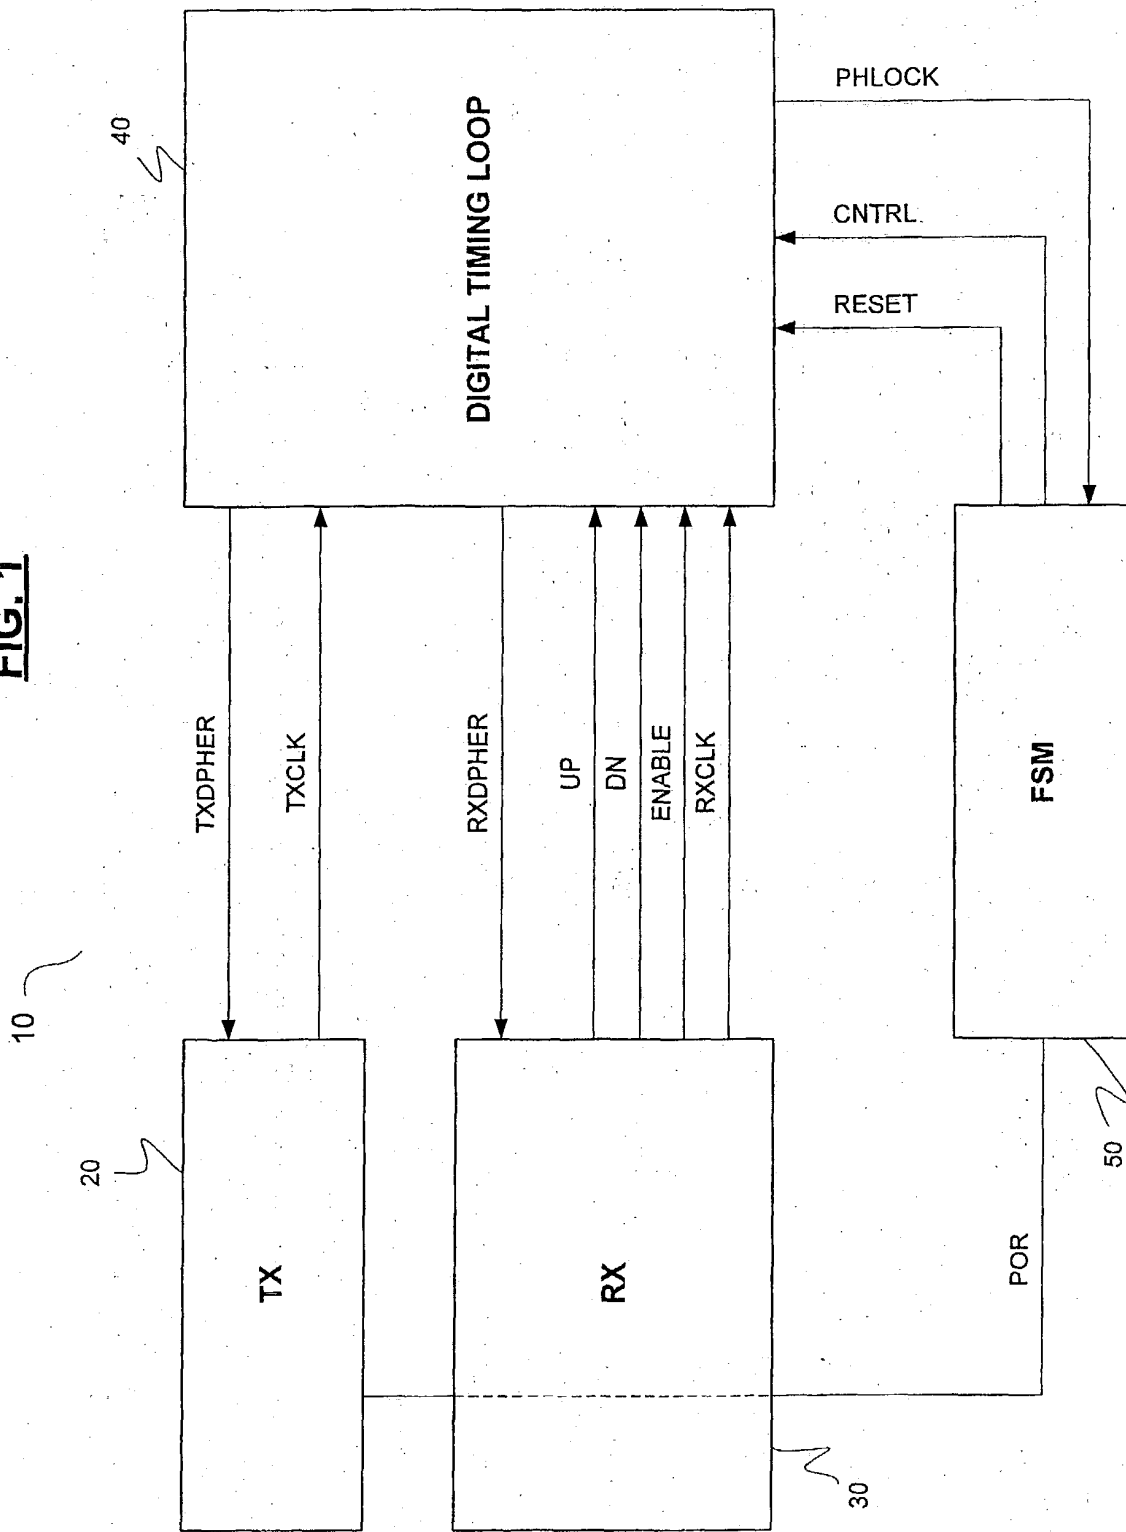 FIG. 1
10
20
TX
TXDPHER
TXCLK
40
DIGITAL TIMING LOOP
RX
30
RXDPHER
UP
DN
ENABLE
RXCLK
RESET
CNTRL
PHLOCK
POR
FSM
50